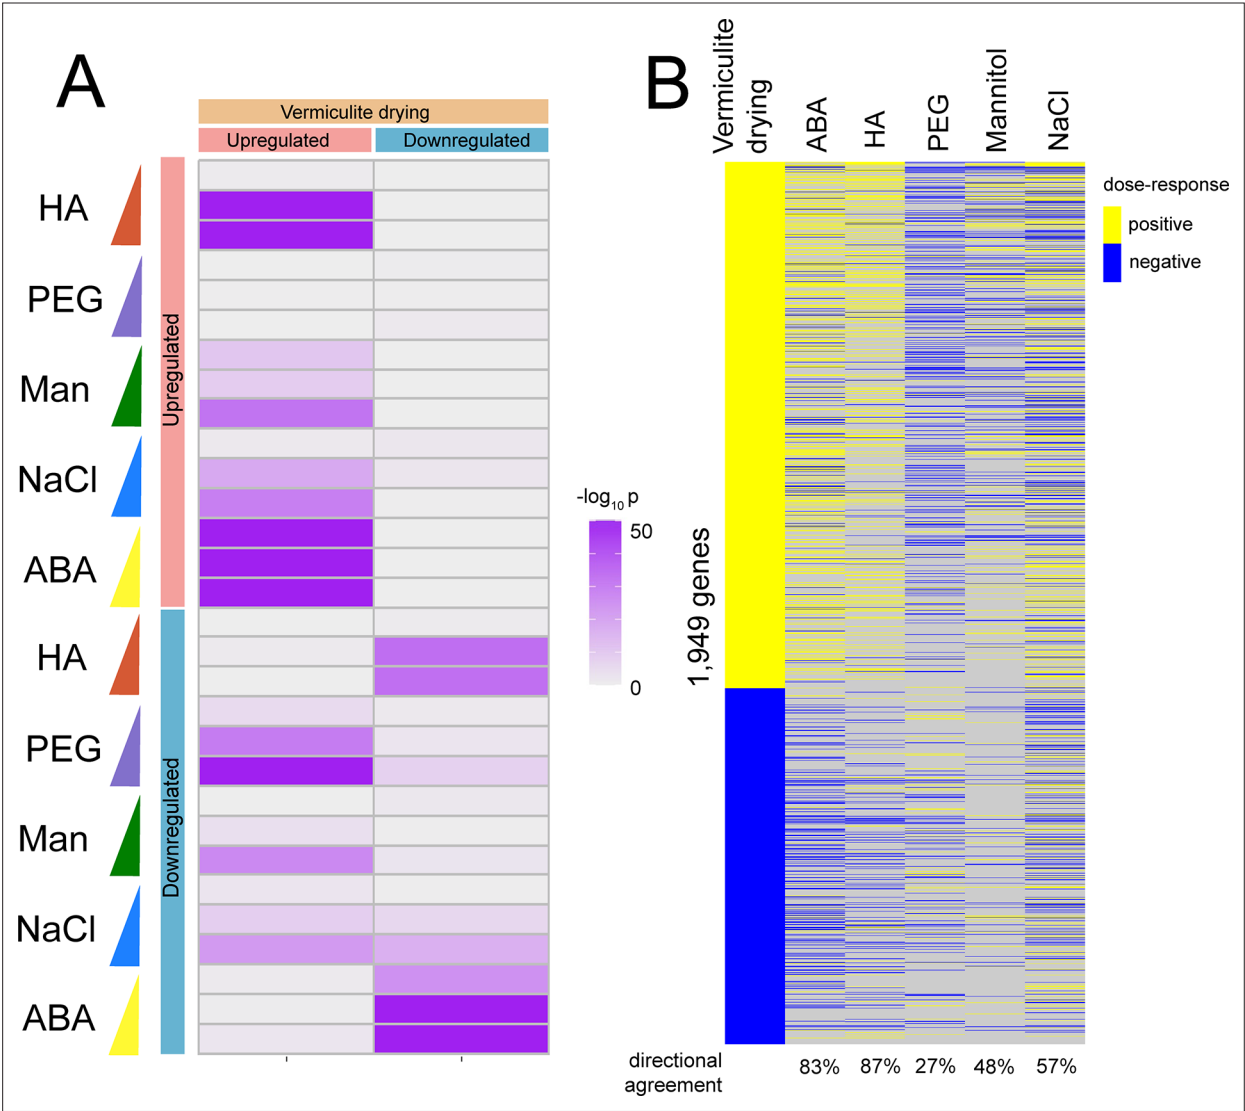 A
Vermiculite drying
Upregulated
Downregulated
Upregulated
HA
PEG
Man
NaCl
ABA
Downregulated
HA
PEG
Man
NaCl
ABA
-log10 p
50
0
B
Vermiculite
drying
ABA
HA
PEG
Mannitol
NaCl
dose-response
positive
negative
1,949 genes
directional
agreement
83%
87%
27%
48%
57%